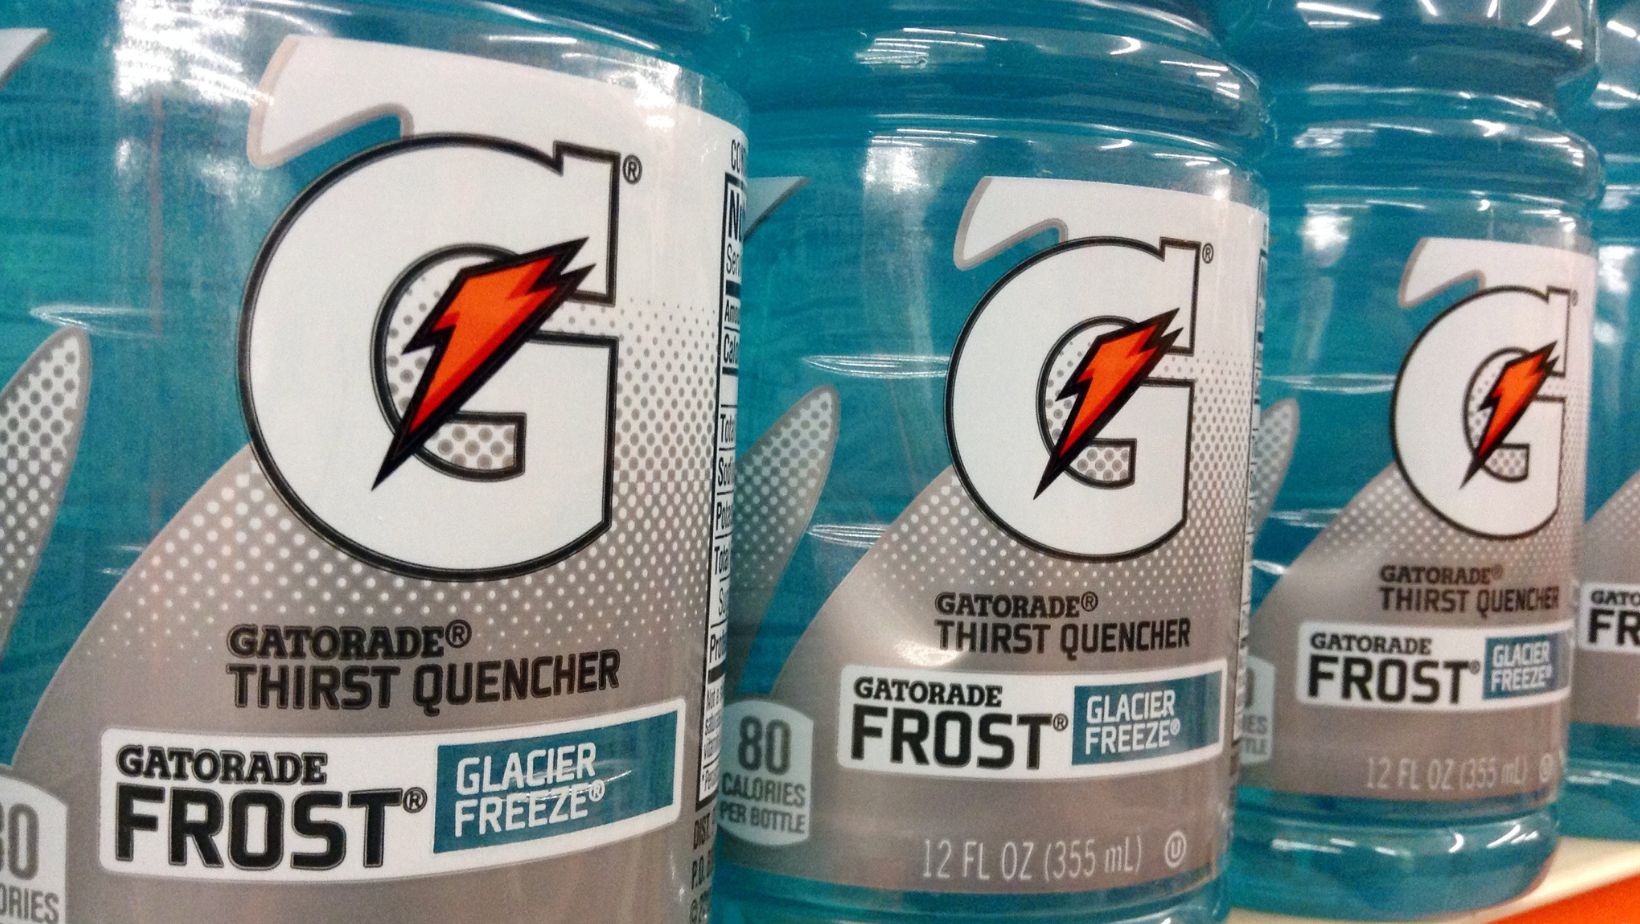 G®
GATORADE®
THIRST QUENCHER
GATORADE
FROST®
GLACIER
FREEZE®
G®
GATORADE®
THIRST QUENCHER
GATORADE
FROST®
GLACIER
FREEZE®
80
CALORIES
PER BOTTLE
12 FL OZ (355 mL)
U
G®
GATORADE®
THIRST QUENCHER
GATORADE
FROST®
GLACIER
FREEZE®
12 FL OZ (355 mL)